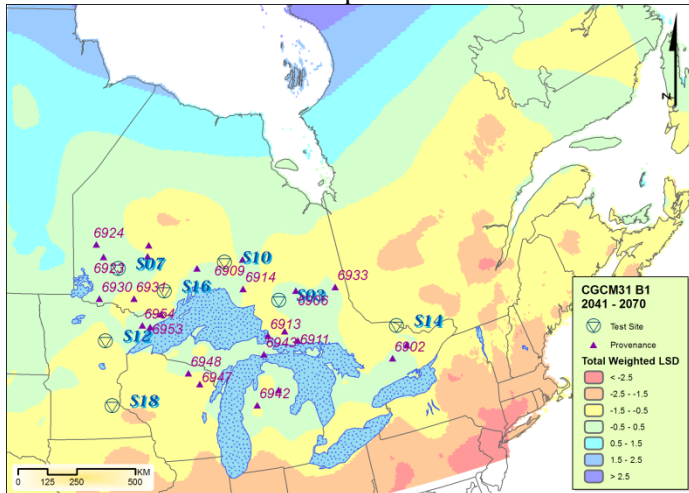 N
6924
6923
S07
S10
6909
6914
6933
6930
6931
S16
S03
6906
6964
6953
S12
6913
6943
6911
S14
6902
6948
6947
S18
6942
CGCM31 B1
2041 - 2070
Test Site
Provenance
Total Weighted LSD
< -2.5
-2.5 - -1.5
-1.5 - -0.5
-0.5 - 0.5
0.5 - 1.5
1.5 - 2.5
> 2.5
0 125 250 500 KM